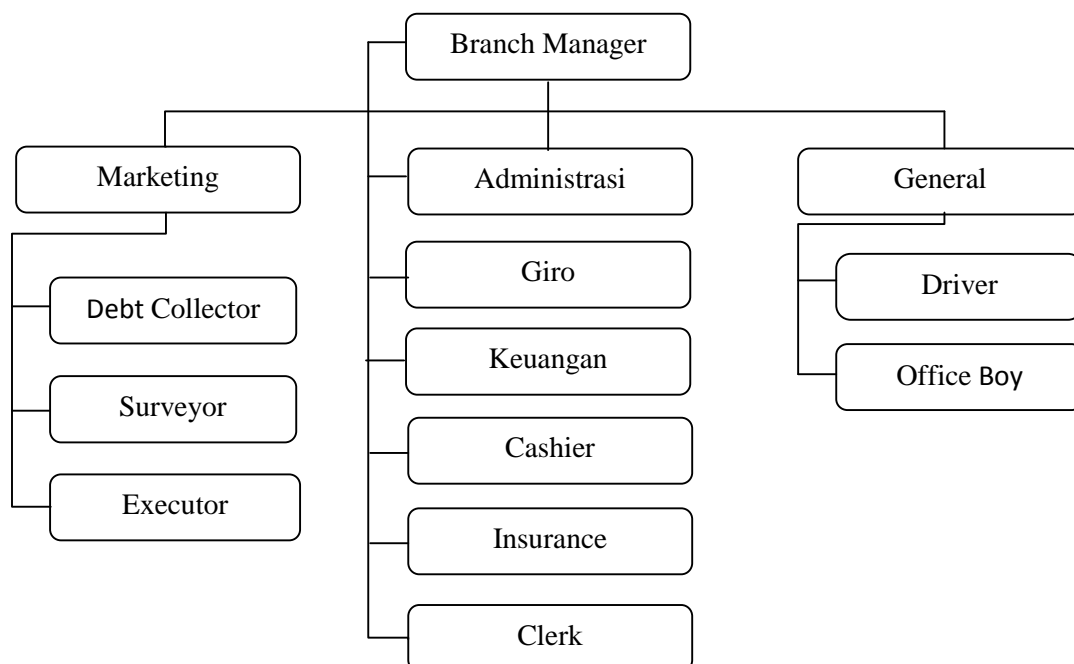 Branch Manager
Marketing
Administrasi
General
Debt Collector
Surveyor
Executor
Giro
Keuangan
Cashier
Insurance
Clerk
Driver
Office Boy